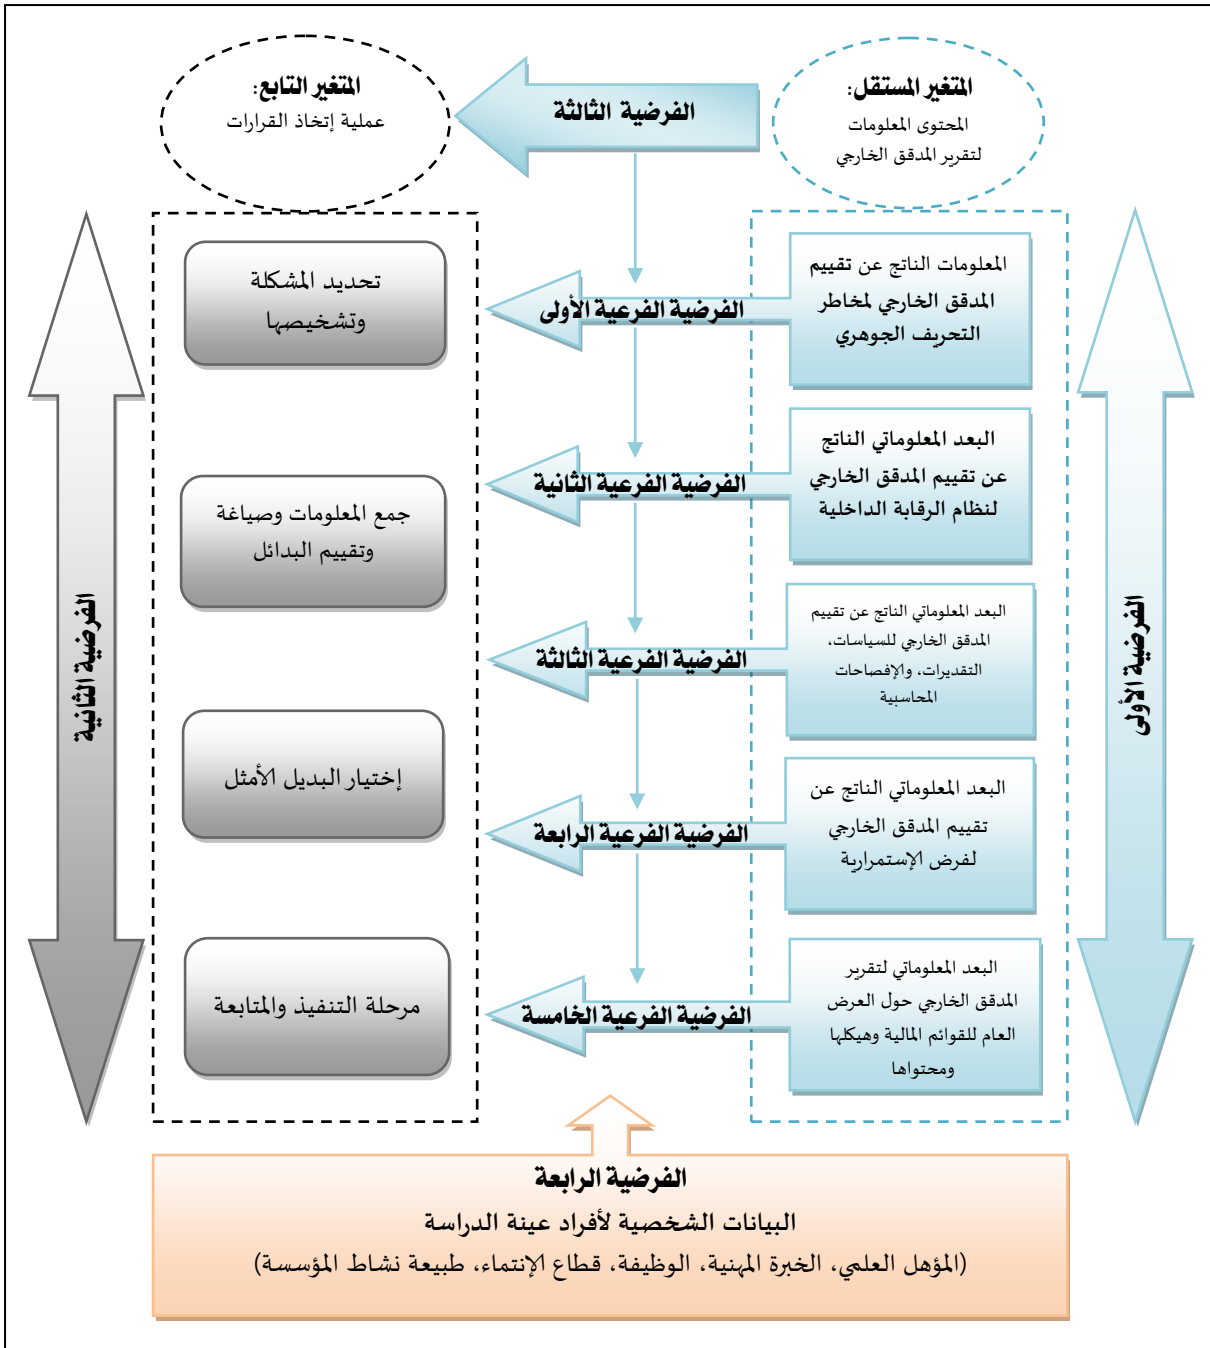 المتغير المستقل:
المحتوى المعلومات
لتقرير المدقق الخارجي
الفرضية الثالثة
المتغير التابع:
عملية إتخاذ القرارات
الفرضية الأولى
المعلومات الناتج عن تقييم
المدقق الخارجي لمخاطر
التحريف الجوهري
الفرضية الفرعية الأولى
تحديد المشكلة
وتشخيصها
البعد المعلوماتي الناتج
عن تقييم المدقق الخارجي
لنظام الرقابة الداخلية
الفرضية الفرعية الثانية
جمع المعلومات وصياغة
وتقييم البدائل
البعد المعلوماتي الناتج عن تقييم
المدقق الخارجي للسياسات،
التقديرات، والإفصاحات
المحاسبية
الفرضية الفرعية الثالثة
البعد المعلوماتي الناتج عن
تقييم المدقق الخارجي
لفرض الإستمرارية
الفرضية الفرعية الرابعة
إختيار البديل الأمثل
البعد المعلوماتي لتقرير
المدقق الخارجي حول العرض
العام للقوائم المالية وهيكلها
ومحتواها
الفرضية الفرعية الخامسة
مرحلة التنفيذ والمتابعة
الفرضية الثانية
الفرضية الرابعة
البيانات الشخصية لأفراد عينة الدراسة
(المؤهل العلمي، الخبرة المهنية، الوظيفة، قطاع الإنتماء، طبيعة نشاط المؤسسة)